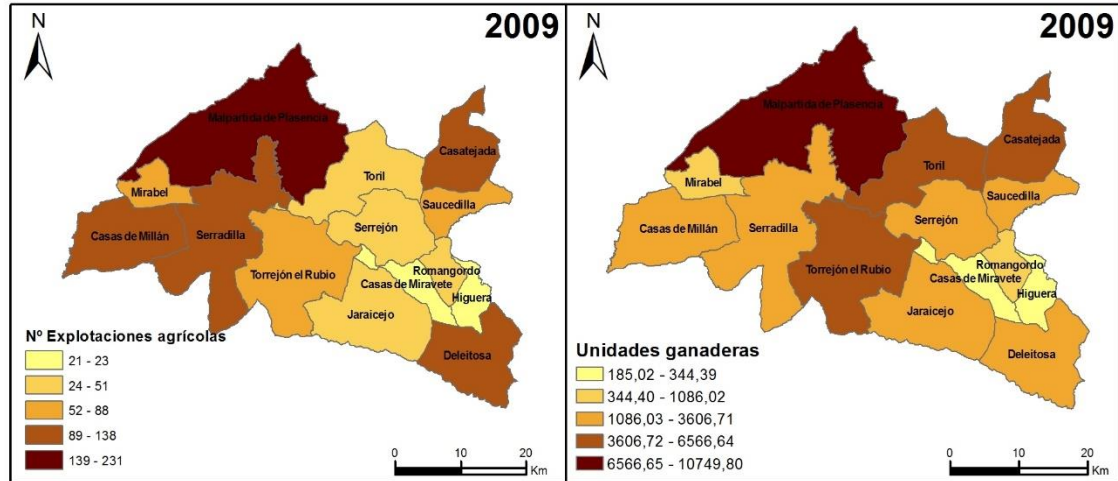 N
2009
Malpartida de Plasencia
Casatejada
Toril
Mirabel
Saucedilla
Serrejón
Casas de Millán
Serradilla
Romangordo
Torrejón el Rubio
Casas de Miravete
Higuera
Jaraicejo
Deleitosa
Nº Explotaciones agrícolas
21 - 23
24 - 51
52 - 88
89 - 138
139 - 231
0 10 20
Km
N
2009
Malpartida de Plasencia
Casatejada
Toril
Mirabel
Saucedilla
Serrejón
Casas de Millán
Serradilla
Romangordo
Torrejón el Rubio
Casas de Miravete
Higuera
Jaraicejo
Deleitosa
Unidades ganaderas
185,02 - 344,39
344,40 - 1086,02
1086,03 - 3606,71
3606,72 - 6566,64
6566,65 - 10749,80
0 10 20
Km